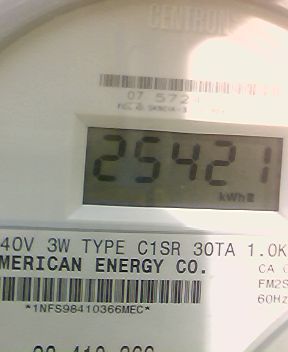 CENTRON
07 572
25421
kWh
40V 3W TYPE C1SR 30TA 1.0K
MERICAN ENERGY CO.
CA
FM2S
60Hz
*1NFS98410366MEC*